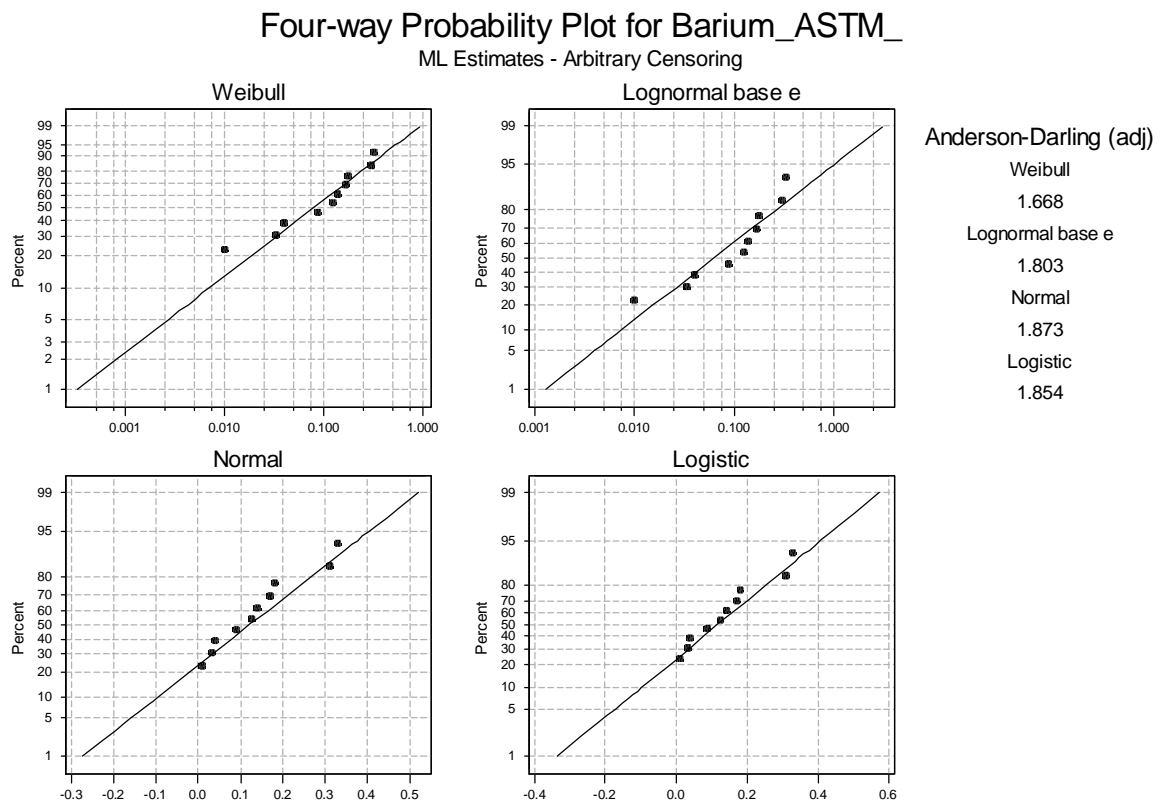 Four-way Probability Plot for Barium_ASTM_
ML Estimates - Arbitrary Censoring
Weibull
Percent
99
95
90
80
70
60
50
40
30
20
10
5
3
2
1
0.001 0.010 0.100 1.000
Lognormal base e
Percent
99
95
80
70
60
50
40
30
20
10
5
1
0.001 0.010 0.100 1.000
Anderson-Darling (adj)
Weibull
1.668
Lognormal base e
1.803
Normal
1.873
Logistic
1.854
Normal
Percent
99
95
80
70
60
50
40
30
20
10
5
1
-0.3 -0.2 -0.1 0.0 0.1 0.2 0.3 0.4 0.5
Logistic
Percent
99
95
80
70
60
50
40
30
20
10
5
1
-0.4 -0.2 0.0 0.2 0.4 0.6